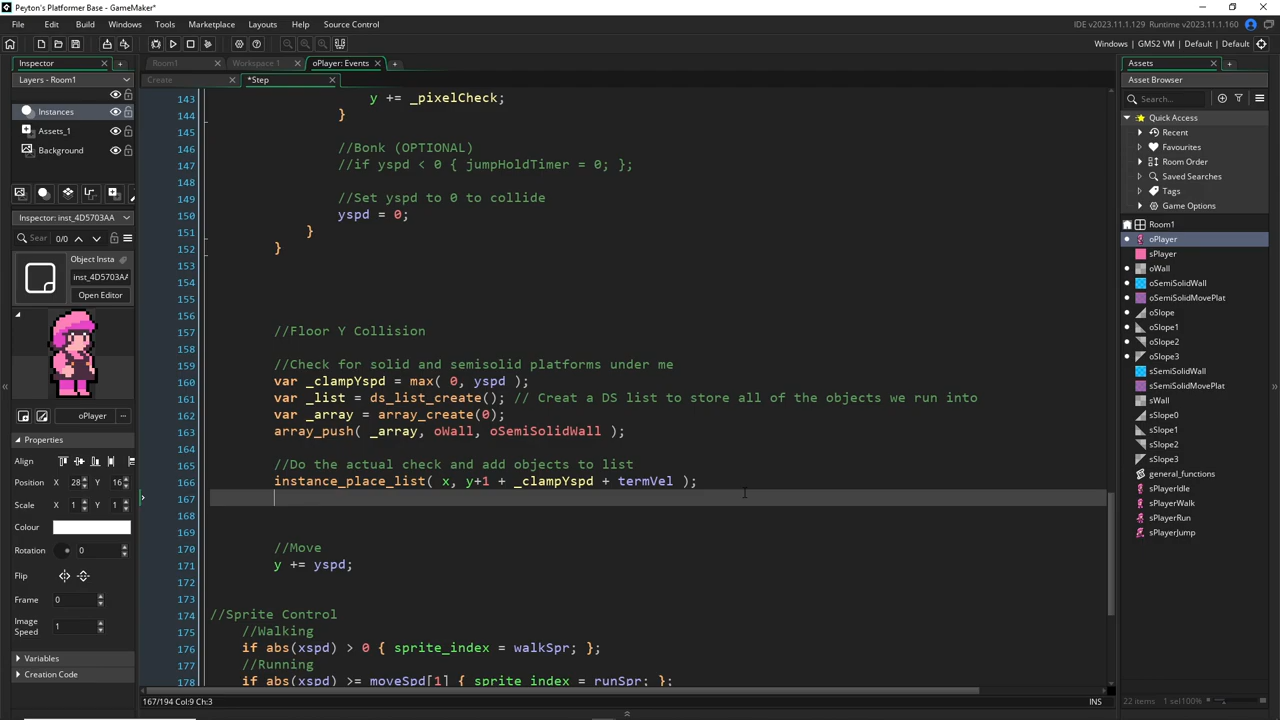 Peyton's Platformer Base - GameMaker*
File Edit Build Windows Tools Marketplace Layouts Help Source Control
IDE v2023.11.1.129 Runtime v2023.11.1.160
Windows | GMS2 VM | Default | Default
Inspector
Room1 Workspace 1 oPlayer: Events
Assets
Layers - Room1
Create *Step
Asset Browser
Instances
Assets_1
Background
Inspector: inst_4D5703AA
Sear 0/0
Object Insta
inst_4D5703A
Open Editor
oPlayer
Properties
Align
Position X 28 Y 16
Scale X 1 Y 1
Colour
Rotation 0
Flip
Frame 0
Image Speed 1
Variables
Creation Code
143 y += _pixelCheck;
144 }
145
146 //Bonk (OPTIONAL)
147 //if yspd < 0 { jumpHoldTimer = 0; };
148
149 //Set yspd to 0 to collide
150 yspd = 0;
151 }
152 }
153
154
155
156
157 //Floor Y Collision
158
159 //Check for solid and semisolid platforms under me
160 var _clampYspd = max( 0, yspd );
161 var _list = ds_list_create(); // Creat a DS list to store all of the objects we run into
162 var _array = array_create(0);
163 array_push( _array, oWall, oSemiSolidWall );
164
165 //Do the actual check and add objects to list
166 instance_place_list( x, y+1 + _clampYspd + termVel );
167
168
169
170 //Move
171 y += yspd;
172
173
174 //Sprite Control
175 //Walking
176 if abs(xspd) > 0 { sprite_index = walkSpr; };
177 //Running
178 if abs(xspd) >= moveSpd[1] { sprite_index = runSpr; };
167/194 Col:9 Ch:3
INS
Search...
Quick Access
Recent
Favourites
Room Order
Saved Searches
Tags
Game Options
Room1
oPlayer
sPlayer
oWall
oSemiSolidWall
oSemiSolidMovePlat
oSlope
oSlope1
oSlope2
oSlope3
sSemiSolidWall
sSemiSolidMovePlat
sWall
sSlope0
sSlope1
sSlope2
sSlope3
general_functions
sPlayerIdle
sPlayerWalk
sPlayerRun
sPlayerJump
22 items 1 sel 100%